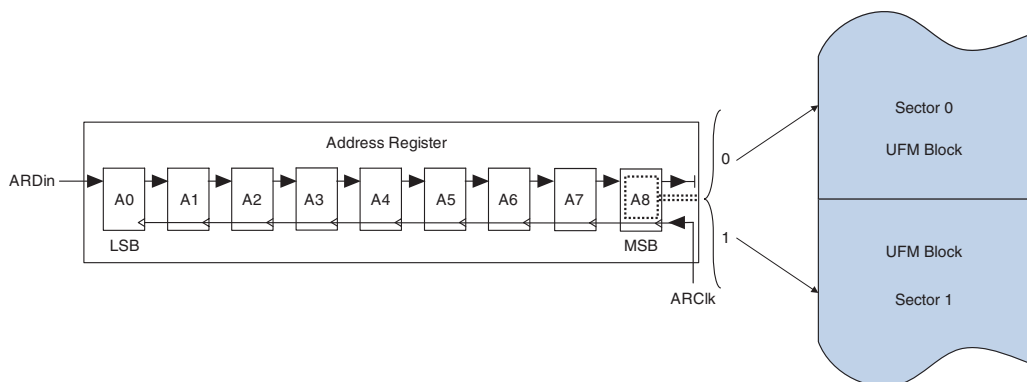 Address Register
ARDin
A0 A1 A2 A3 A4 A5 A6 A7 A8
LSB
MSB
ARClk
0
1
Sector 0
UFM Block
UFM Block
Sector 1